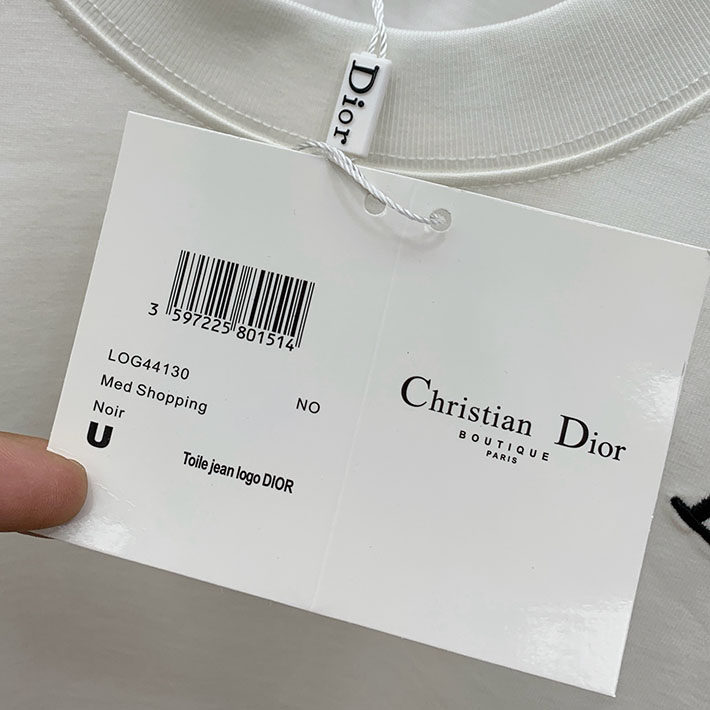 Dior
3 597225 801514
LOG44130
Med Shopping NO
Noir
U
Toile jean logo DIOR
Christian Dior
BOUTIQUE
PARIS